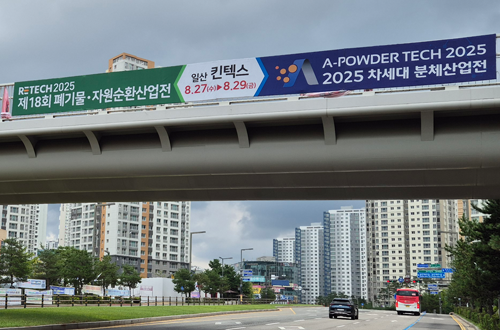 RETECH2025
제18회 폐기물·자원순환산업전
일산 킨텍스
8.27(수)▶8.29(금)
A-POWDER TECH 2025
2025 차세대 분체산업전